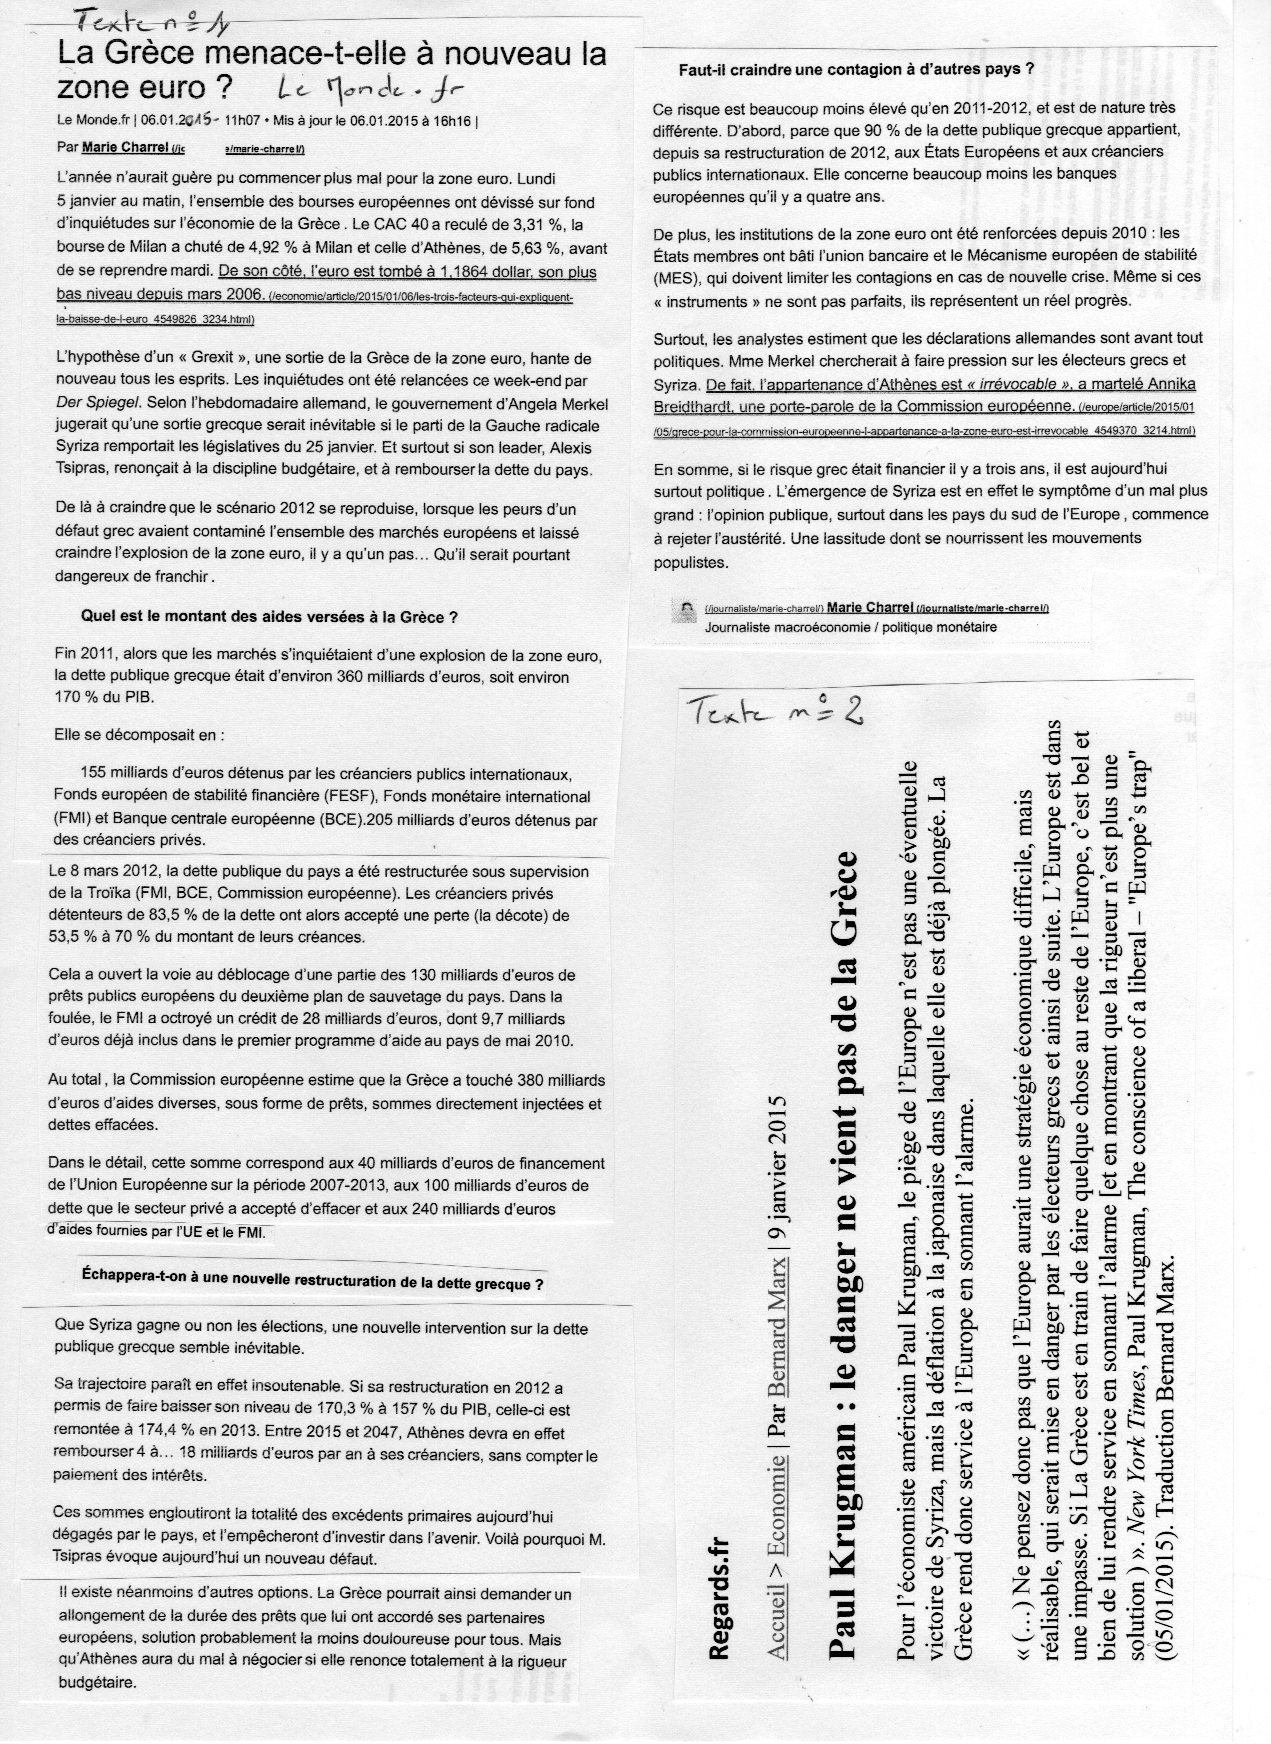 Texte n° 1
La Grèce menace-t-elle à nouveau la
zone euro ? Le Monde.fr
Le Monde.fr | 06.01.2015- 11h07 • Mis à jour le 06.01.2015 à 16h16 |
Par Marie Charrel (/jc e/marie-charrel/)
L'année n'aurait guère pu commencer plus mal pour la zone euro. Lundi
5 janvier au matin, l'ensemble des bourses européennes ont dévissé sur fond
d'inquiétudes sur l'économie de la Grèce . Le CAC 40 a reculé de 3,31 %, la
bourse de Milan a chuté de 4,92 % à Milan et celle d'Athènes, de 5,63 %, avant
de se reprendre mardi. De son côté, l'euro est tombé à 1,1864 dollar, son plus
bas niveau depuis mars 2006. (/economie/article/2015/01/06/les-trois-facteurs-qui-expliquent-
la-baisse-de-l-euro_4549826_3234.html)
L'hypothèse d'un « Grexit », une sortie de la Grèce de la zone euro, hante de
nouveau tous les esprits. Les inquiétudes ont été relancées ce week-end par
Der Spiegel. Selon l'hebdomadaire allemand, le gouvernement d'Angela Merkel
jugerait qu'une sortie grecque serait inévitable si le parti de la Gauche radicale
Syriza remportait les législatives du 25 janvier. Et surtout si son leader, Alexis
Tsipras, renonçait à la discipline budgétaire, et à rembourser la dette du pays.
De là à craindre que le scénario 2012 se reproduise, lorsque les peurs d'un
défaut grec avaient contaminé l'ensemble des marchés européens et laissé
craindre l'explosion de la zone euro, il y a qu'un pas... Qu'il serait pourtant
dangereux de franchir .
Quel est le montant des aides versées à la Grèce ?
Fin 2011, alors que les marchés s'inquiétaient d'une explosion de la zone euro,
la dette publique grecque était d'environ 360 milliards d'euros, soit environ
170 % du PIB.
Elle se décomposait en :
155 milliards d'euros détenus par les créanciers publics internationaux,
Fonds européen de stabilité financière (FESF), Fonds monétaire international
(FMI) et Banque centrale européenne (BCE).205 milliards d'euros détenus par
des créanciers privés.
Le 8 mars 2012, la dette publique du pays a été restructurée sous supervision
de la Troïka (FMI, BCE, Commission européenne). Les créanciers privés
détenteurs de 83,5 % de la dette ont alors accepté une perte (la décote) de
53,5 % à 70 % du montant de leurs créances.
Cela a ouvert la voie au déblocage d'une partie des 130 milliards d'euros de
prêts publics européens du deuxième plan de sauvetage du pays. Dans la
foulée, le FMI a octroyé un crédit de 28 milliards d'euros, dont 9,7 milliards
d'euros déjà inclus dans le premier programme d'aide au pays de mai 2010.
Au total , la Commission européenne estime que la Grèce a touché 380 milliards
d'euros d'aides diverses, sous forme de prêts, sommes directement injectées et
dettes effacées.
Dans le détail, cette somme correspond aux 40 milliards d'euros de financement
de l'Union Européenne sur la période 2007-2013, aux 100 milliards d'euros de
dette que le secteur privé a accepté d'effacer et aux 240 milliards d'euros
d'aides fournies par l'UE et le FMI.
Échappera-t-on à une nouvelle restructuration de la dette grecque ?
Que Syriza gagne ou non les élections, une nouvelle intervention sur la dette
publique grecque semble inévitable.
Sa trajectoire paraît en effet insoutenable. Si sa restructuration en 2012 a
permis de faire baisser son niveau de 170,3 % à 157 % du PIB, celle-ci est
remontée à 174,4 % en 2013. Entre 2015 et 2047, Athènes devra en effet
rembourser 4 à... 18 milliards d'euros par an à ses créanciers, sans compter le
paiement des intérêts.
Ces sommes engloutiront la totalité des excédents primaires aujourd'hui
dégagés par le pays, et l'empêcheront d'investir dans l'avenir. Voilà pourquoi M.
Tsipras évoque aujourd'hui un nouveau défaut.
Il existe néanmoins d'autres options. La Grèce pourrait ainsi demander un
allongement de la durée des prêts que lui ont accordé ses partenaires
européens, solution probablement la moins douloureuse pour tous. Mais
qu'Athènes aura du mal à négocier si elle renonce totalement à la rigueur
budgétaire.
Faut-il craindre une contagion à d'autres pays ?
Ce risque est beaucoup moins élevé qu'en 2011-2012, et est de nature très
différente. D'abord, parce que 90 % de la dette publique grecque appartient,
depuis sa restructuration de 2012, aux États Européens et aux créanciers
publics internationaux. Elle concerne beaucoup moins les banques
européennes qu'il y a quatre ans.
De plus, les institutions de la zone euro ont été renforcées depuis 2010 : les
États membres ont bâti l'union bancaire et le Mécanisme européen de stabilité
(MES), qui doivent limiter les contagions en cas de nouvelle crise. Même si ces
« instruments » ne sont pas parfaits, ils représentent un réel progrès.
Surtout, les analystes estiment que les déclarations allemandes sont avant tout
politiques. Mme Merkel chercherait à faire pression sur les électeurs grecs et
Syriza. De fait, l'appartenance d'Athènes est « irrévocable », a martelé Annika
Breidthardt, une porte-parole de la Commission européenne. (/europe/article/2015/01
/05/grece-pour-la-commission-europeenne-l-appartenance-a-la-zone-euro-est-irrevocable_4549370_3214.html)
En somme, si le risque grec était financier il y a trois ans, il est aujourd'hui
surtout politique . L'émergence de Syriza est en effet le symptôme d'un mal plus
grand : l'opinion publique, surtout dans les pays du sud de l'Europe , commence
à rejeter l'austérité. Une lassitude dont se nourrissent les mouvements
populistes.
(/journaliste/marie-charrel/) Marie Charrel (/journaliste/marie-charrel/)
Journaliste macroéconomie / politique monétaire
Texte n° 2
Regards.fr
Accueil > Economie | Par Bernard Marx | 9 janvier 2015
Paul Krugman : le danger ne vient pas de la Grèce
Pour l'économiste américain Paul Krugman, le piège de l'Europe n'est pas une éventuelle
victoire de Syriza, mais la déflation à la japonaise dans laquelle elle est déjà plongée. La
Grèce rend donc service à l'Europe en sonnant l'alarme.
« (…) Ne pensez donc pas que l'Europe aurait une stratégie économique difficile, mais
réalisable, qui serait mise en danger par les électeurs grecs et ainsi de suite. L'Europe est dans
une impasse. Si La Grèce est en train de faire quelque chose au reste de l'Europe, c'est bel et
bien de lui rendre service en sonnant l'alarme [et en montrant que la rigueur n'est plus une
solution ) ». New York Times, Paul Krugman, The conscience of a liberal – "Europe's trap"
(05/01/2015). Traduction Bernard Marx.